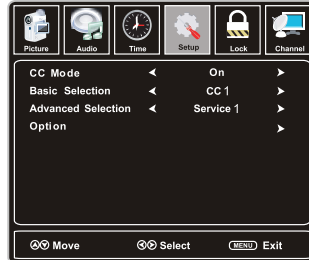 Picture Audio Time Setup Lock Channel
CC Mode On
Basic Selection CC 1
Advanced Selection Service 1
Option
Move Select MENU Exit